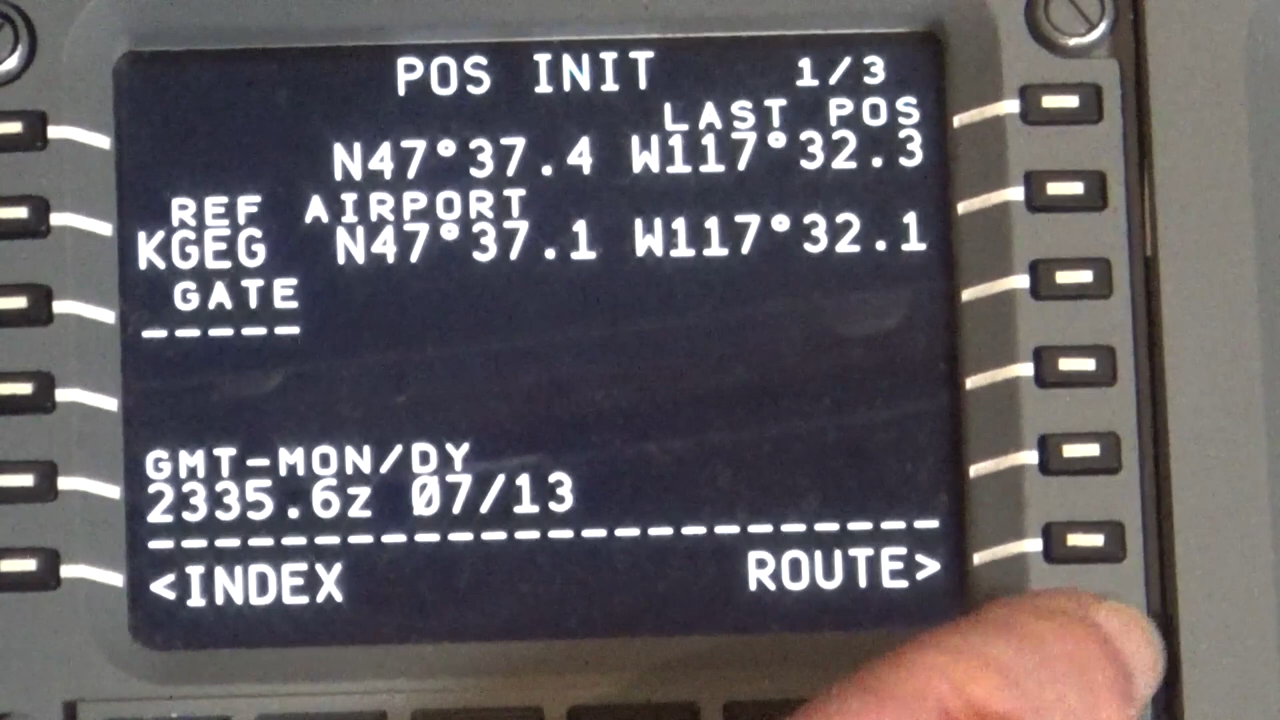 POS INIT 1/3
LAST POS
N47°37.4 W117°32.3
REF AIRPORT
KGEG N47°37.1 W117°32.1
GATE
-----
GMT-MON/DY
2335.6z 07/13
------------------------
<INDEX ROUTE>